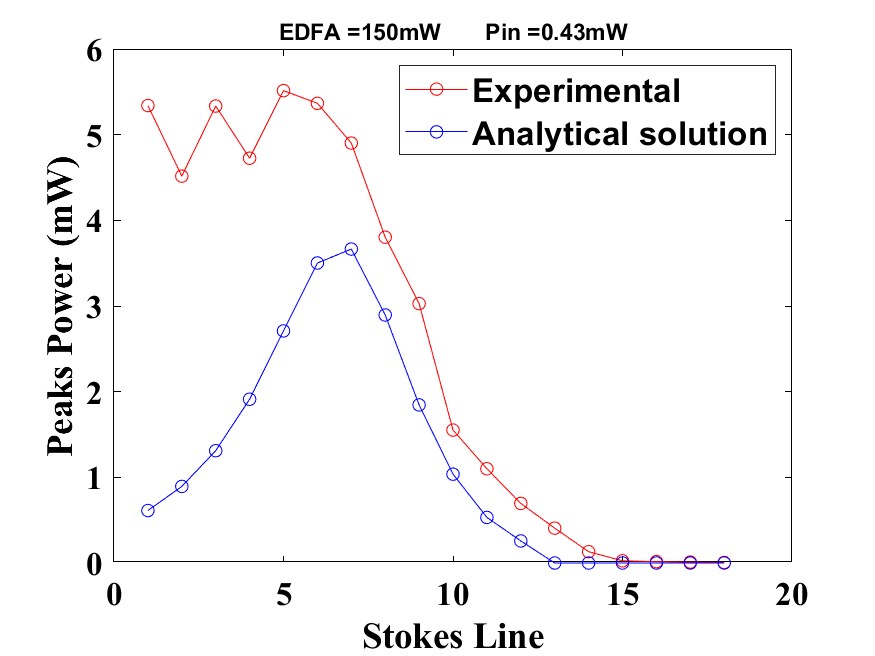 EDFA =150mW Pin =0.43mW
Experimental
Analytical solution
Peaks Power (mW)
6
5
4
3
2
1
0
0 5 10 15 20
Stokes Line